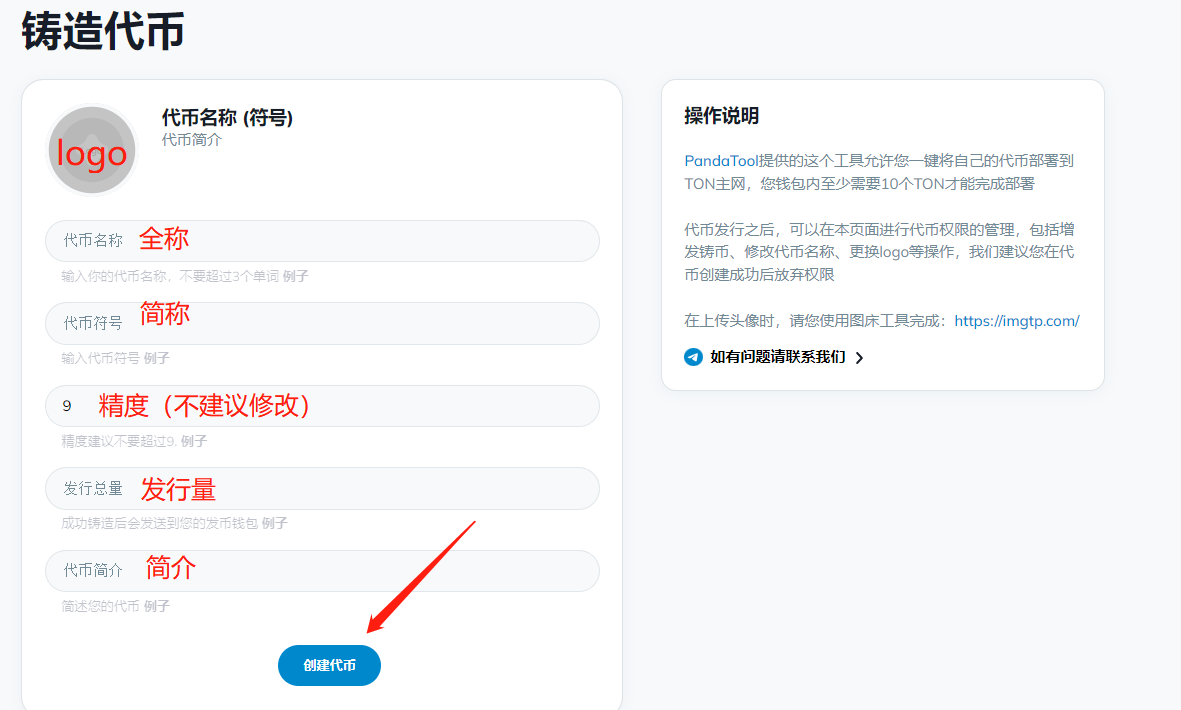 铸造代币
logo
代币名称 (符号)
代币简介
代币名称 全称
输入你的代币名称，不要超过3个单词 例子
代币符号 简称
输入代币符号 例子
9 精度（不建议修改）
精度建议不要超过9. 例子
发行总量 发行量
成功铸造后会发送到您的发币钱包 例子
代币简介 简介
简述您的代币 例子
创建代币
操作说明
PandaTool提供的这个工具允许您一键将自己的代币部署到
TON主网，您钱包内至少需要10个TON才能完成部署
代币发行之后，可以在本页面进行代币权限的管理，包括增
发铸币、修改代币名称、更换logo等操作，我们建议您在代
币创建成功后放弃权限
在上传头像时，请您使用图床工具完成：https://imgtp.com/
如有问题请联系我们